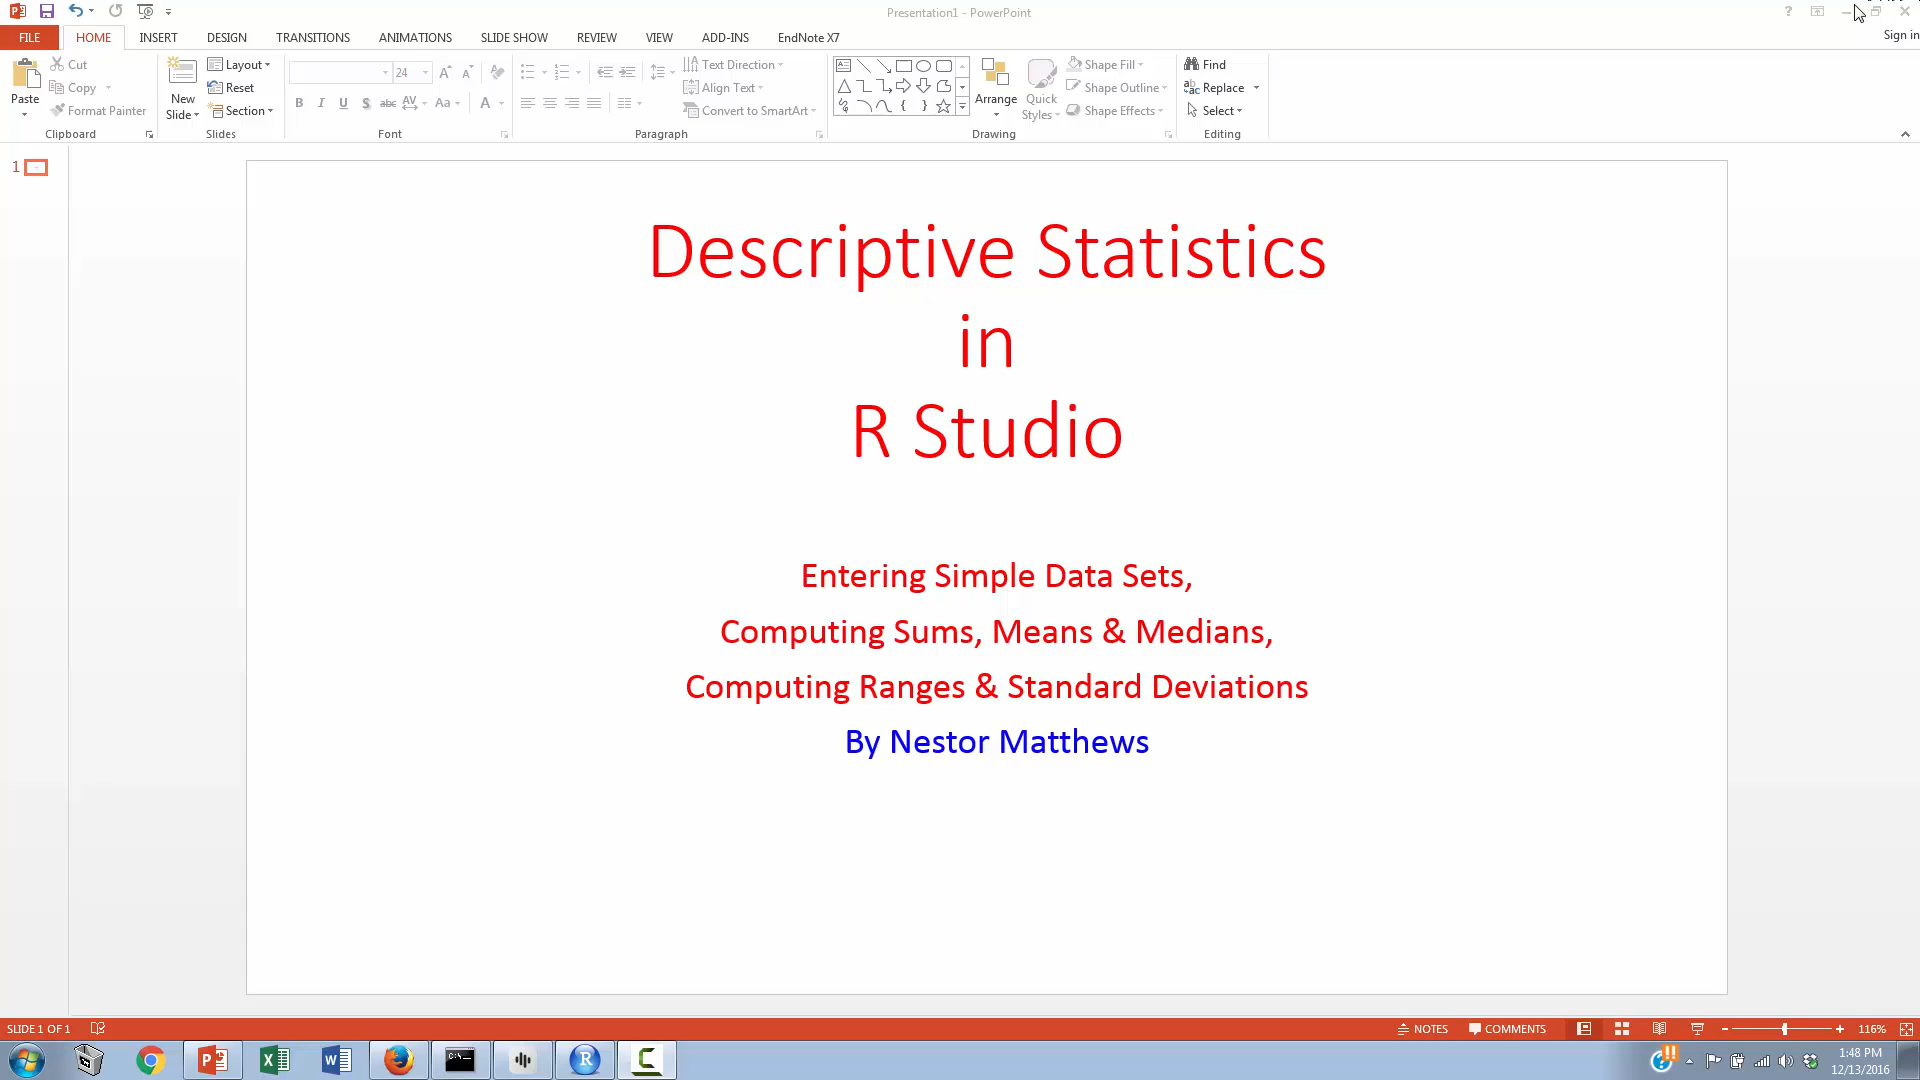 Presentation1 - PowerPoint
Sign in
FILE HOME INSERT DESIGN TRANSITIONS ANIMATIONS SLIDE SHOW REVIEW VIEW ADD-INS EndNote X7
Paste
Cut
Copy
Format Painter
Clipboard
New Slide
Layout
Reset
Section
Slides
24
B I U S abc AV Aa A
Font
Text Direction
Align Text
Convert to SmartArt
Paragraph
Arrange
Quick Styles
Shape Fill
Shape Outline
Shape Effects
Drawing
Find
Replace
Select
Editing
1
Descriptive Statistics
in
R Studio
Entering Simple Data Sets,
Computing Sums, Means & Medians,
Computing Ranges & Standard Deviations
By Nestor Matthews
SLIDE 1 OF 1
NOTES COMMENTS 116%
1:48 PM
12/13/2016